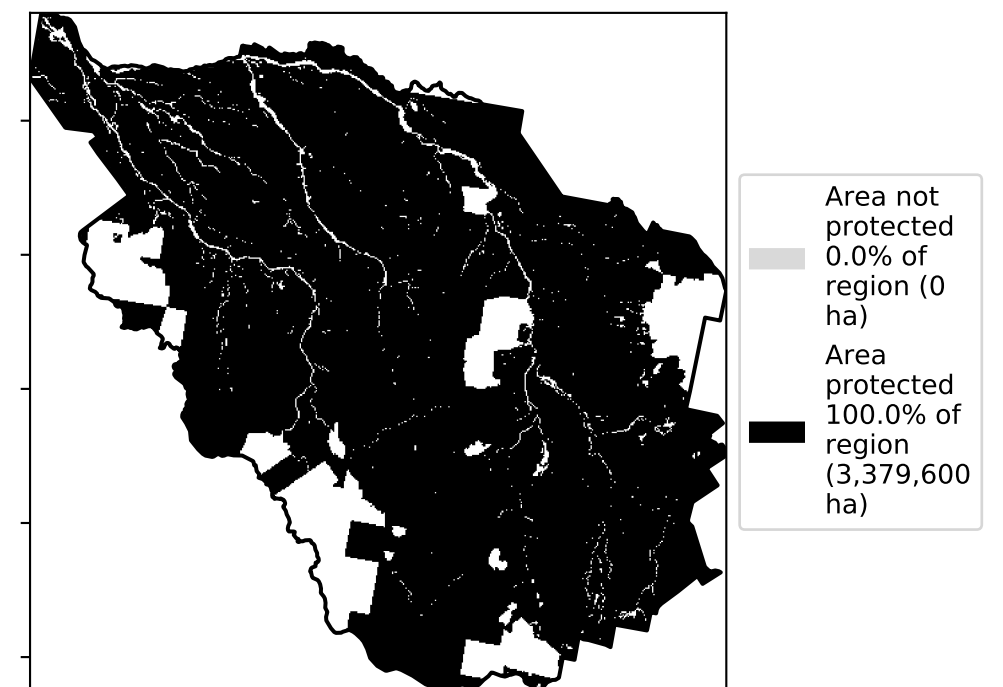 Area not
protected
0.0% of
region (0
ha)
Area
protected
100.0% of
region
(3,379,600
ha)